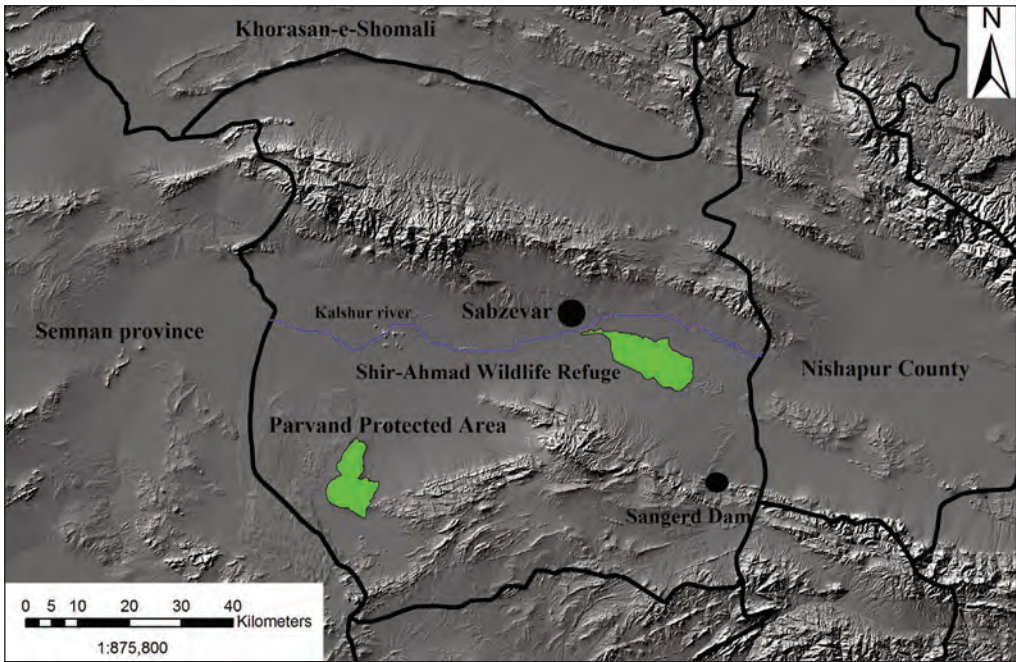 N
Khorasan-e-Shomali
Kalshur river
Sabzevar
Semnan province
Shir-Ahmad Wildlife Refuge
Nishapur County
Parvand Protected Area
Sangerd Dam
0 5 10 20 30 40
Kilometers
1:875,800